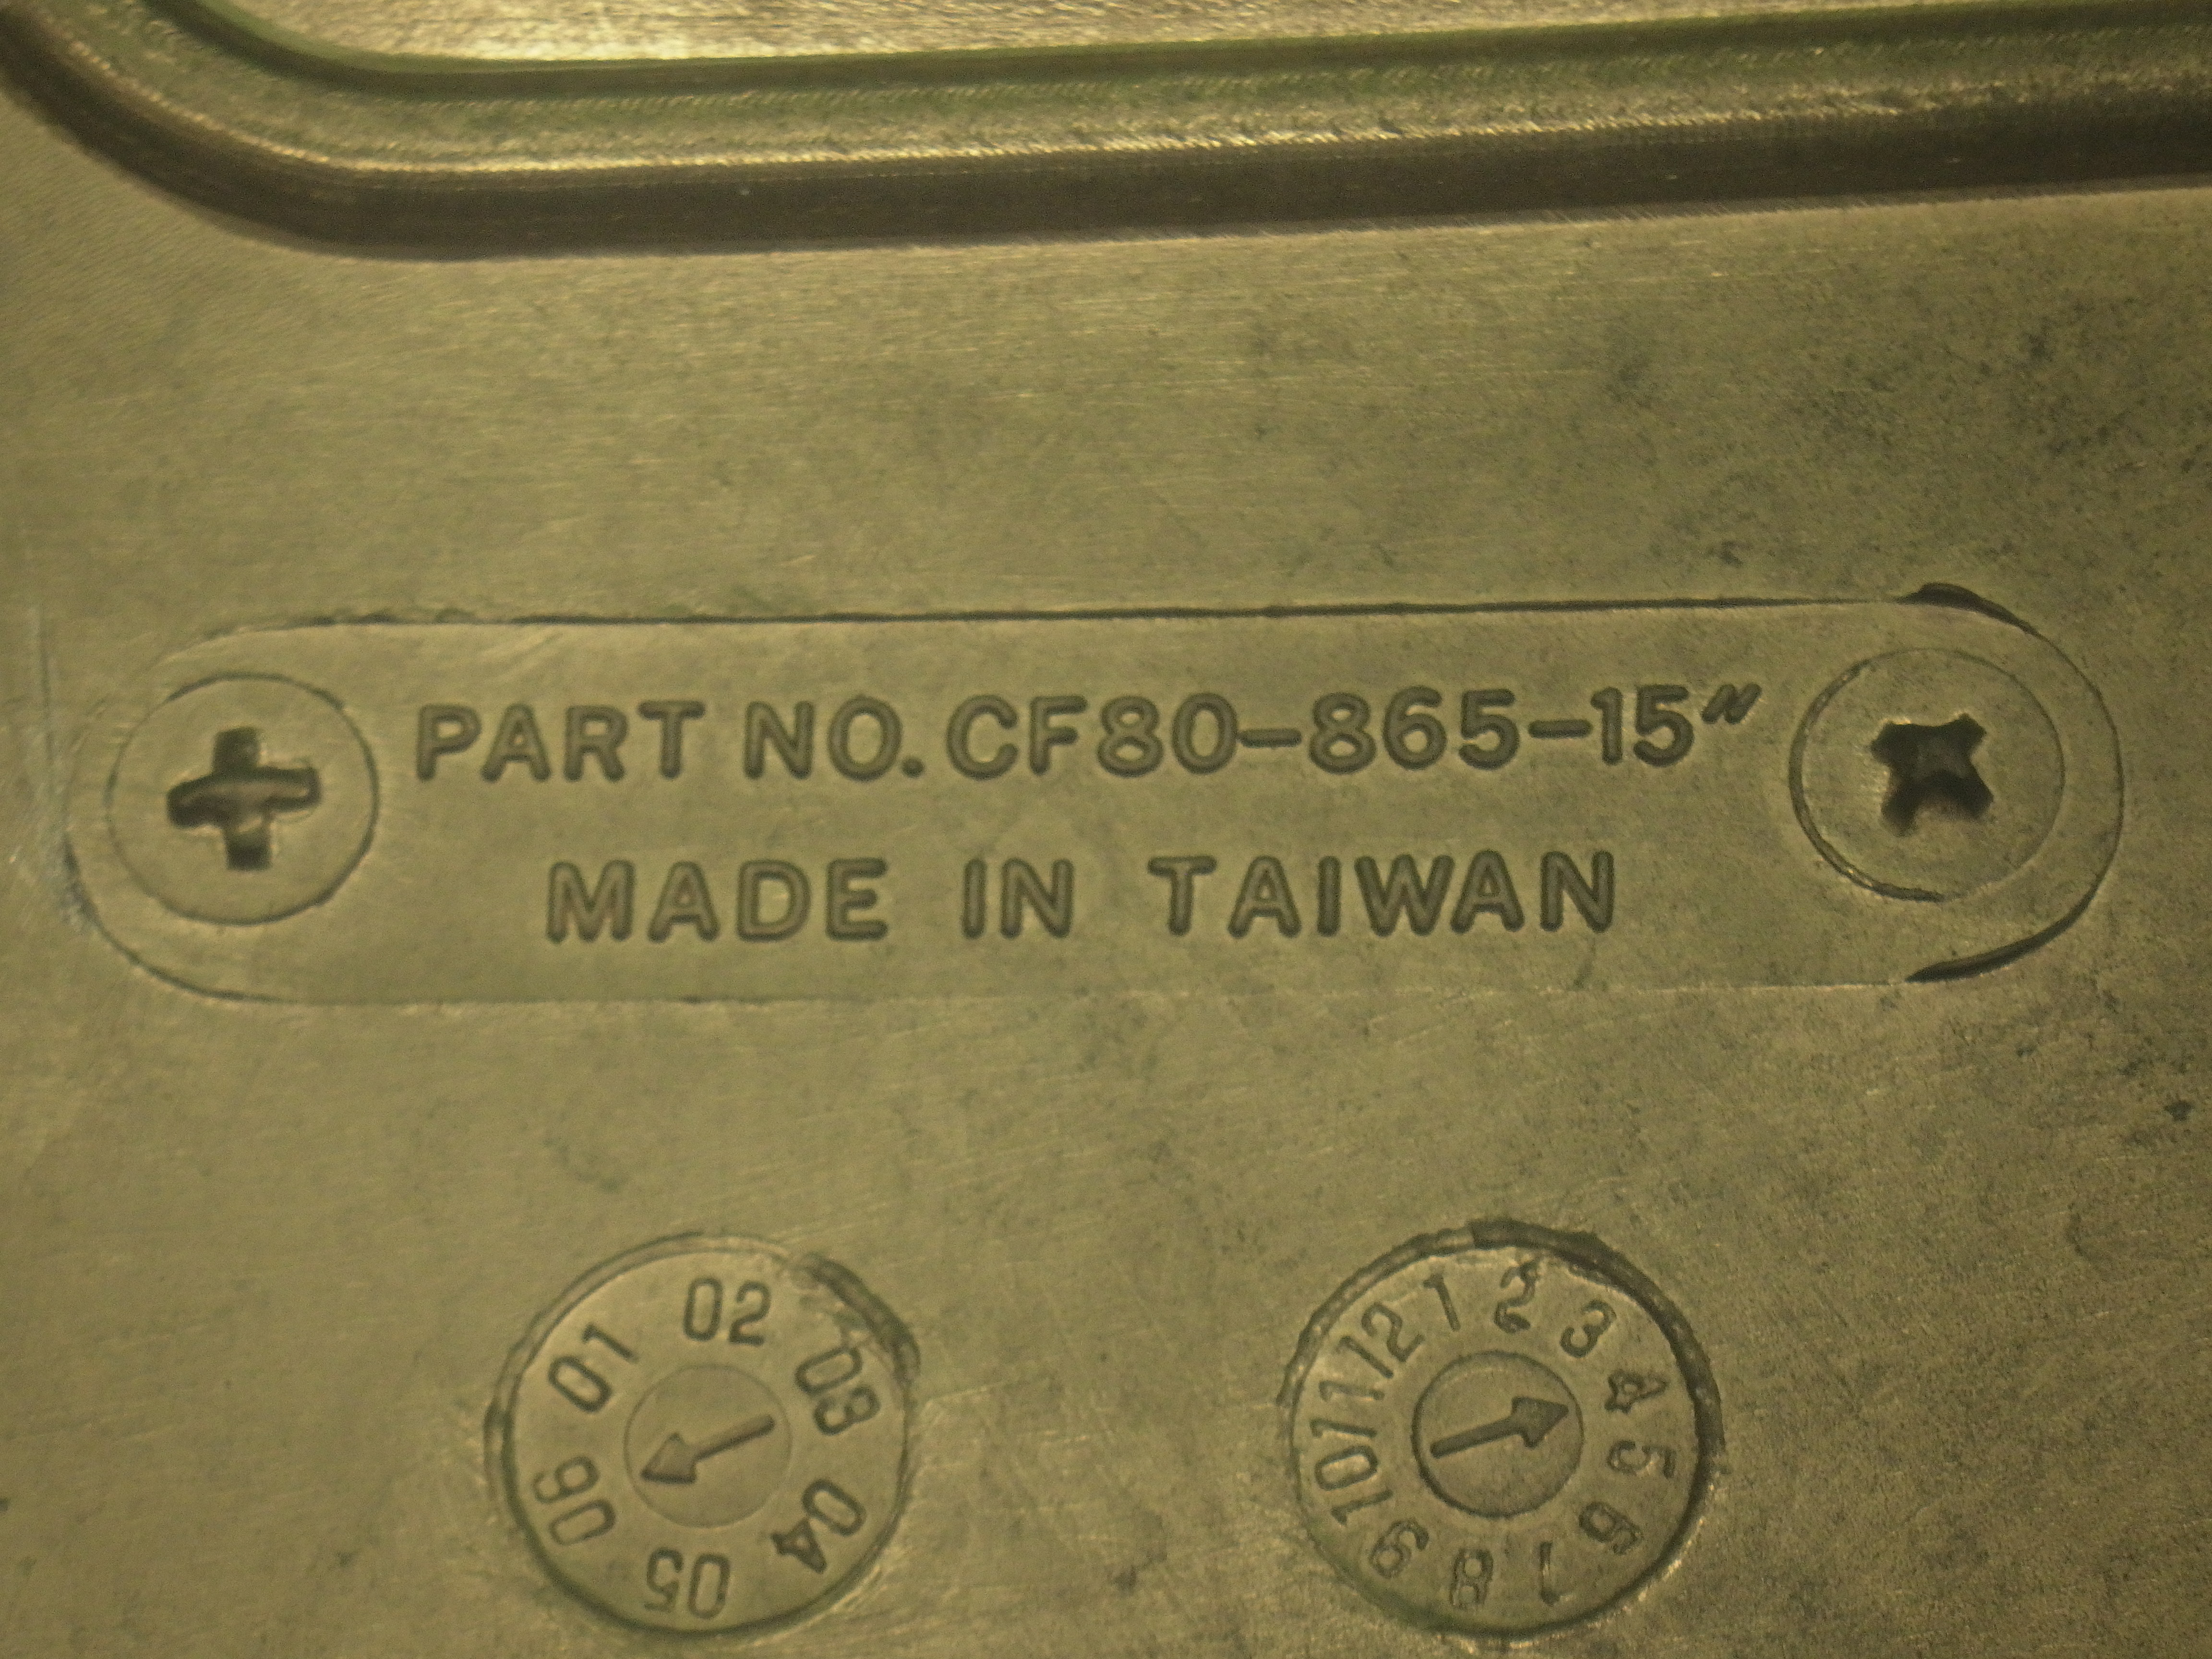 PART NO. CF80-865-15"
MADE IN TAIWAN
01 02 03 04 05 06
1 2 3 4 5 6 7 8 9 10 11 12